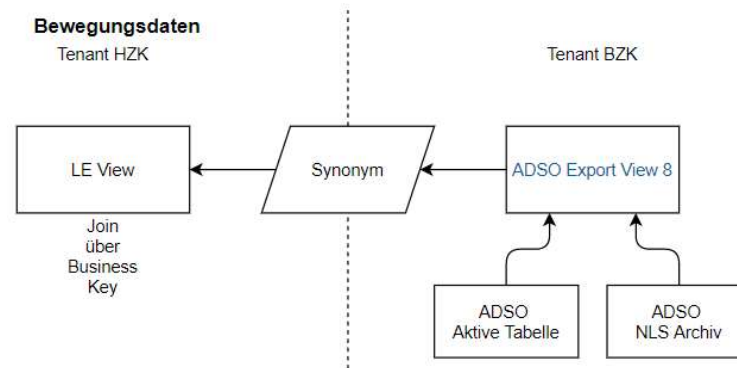 Bewegungsdaten
Tenant HZK
Tenant BZK
LE View
Synonym
ADSO Export View 8
Join
über
Business
Key
ADSO
Aktive Tabelle
ADSO
NLS Archiv